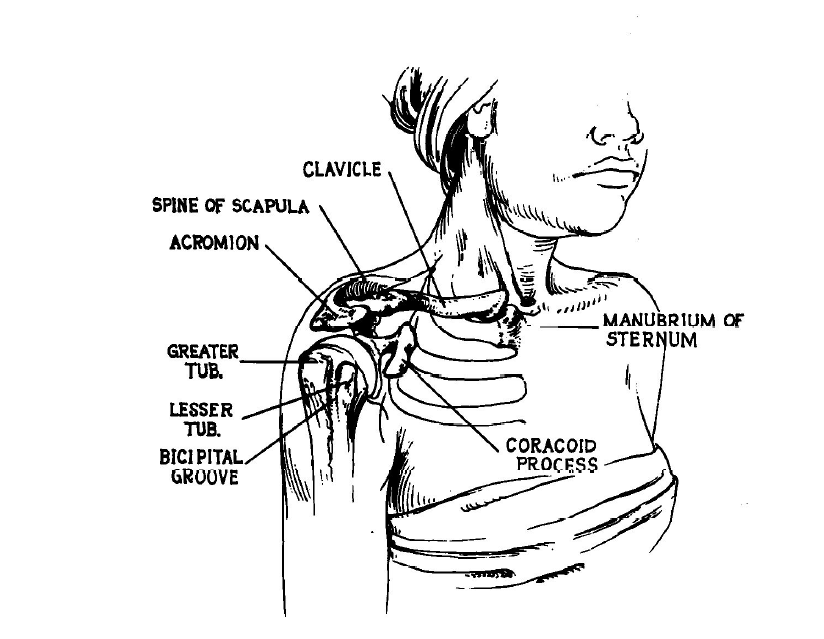 CLAVICLE
SPINE OF SCAPULA
ACROMION
MANUBRIUM OF
STERNUM
GREATER
TUB.
LESSER
TUB.
BICIPITAL
GROOVE
CORACOID
PROCESS